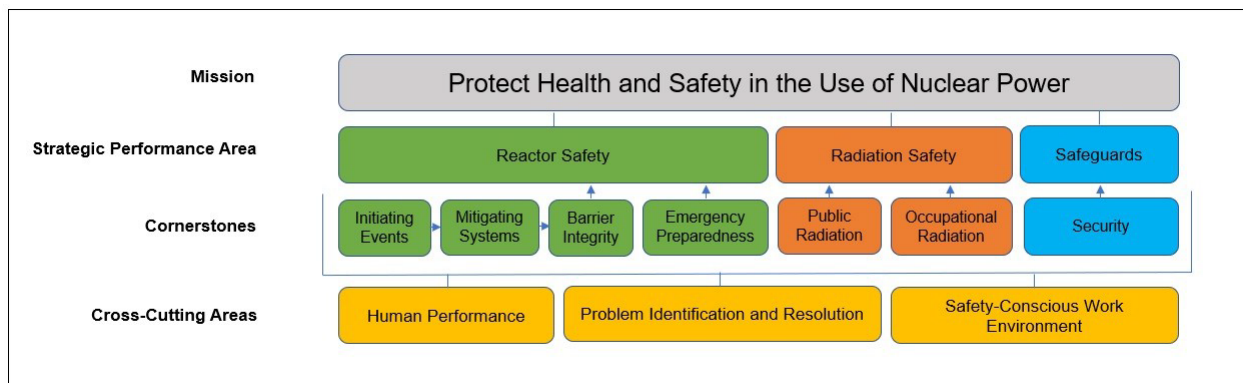 Mission
Protect Health and Safety in the Use of Nuclear Power
Strategic Performance Area
Reactor Safety
Radiation Safety
Safeguards
Cornerstones
Initiating
Events
Mitigating
Systems
Barrier
Integrity
Emergency
Preparedness
Public
Radiation
Occupational
Radiation
Security
Cross-Cutting Areas
Human Performance
Problem Identification and Resolution
Safety-Conscious Work
Environment